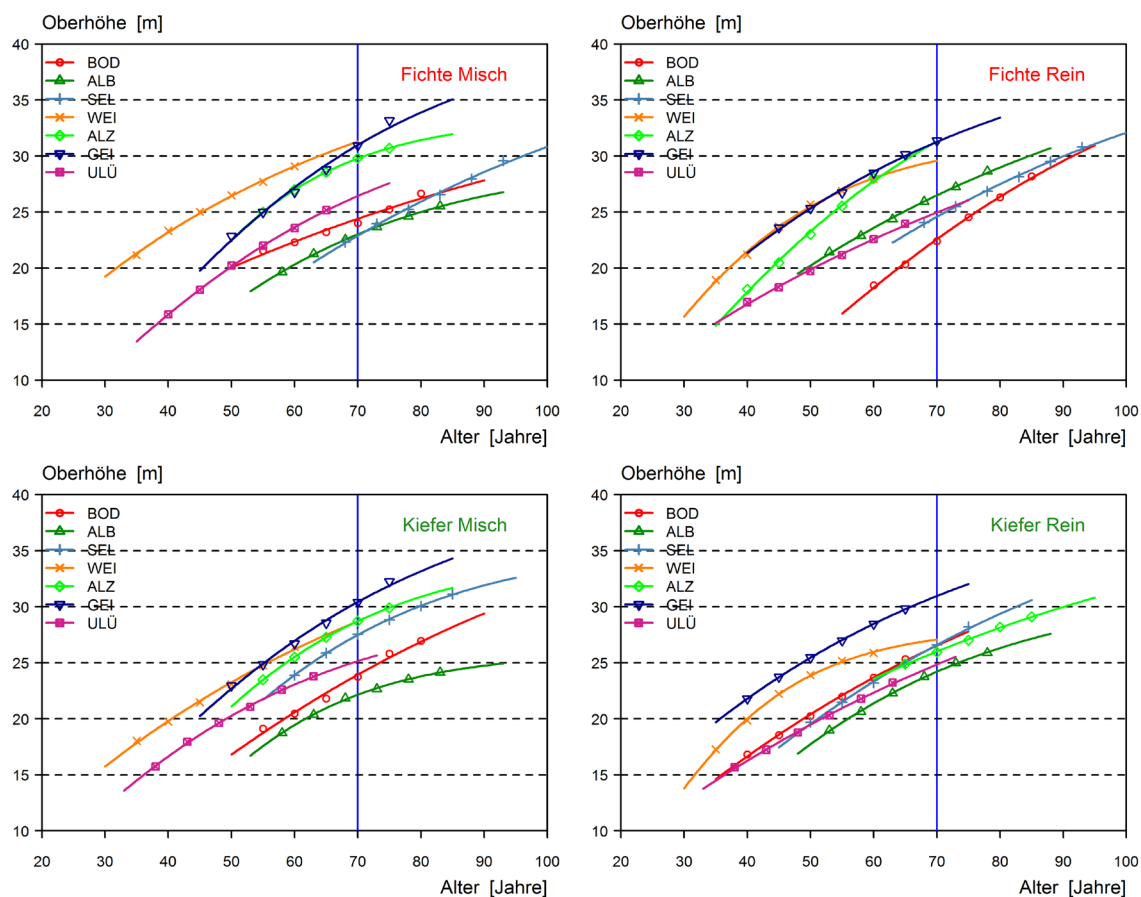 Oberhöhe [m]
40
35
30
25
20
15
10
BOD
ALB
SEL
WEI
ALZ
GEI
ULÜ
Fichte Misch
20 30 40 50 60 70 80 90 100
Alter [Jahre]
Oberhöhe [m]
40
35
30
25
20
15
10
BOD
ALB
SEL
WEI
ALZ
GEI
ULÜ
Fichte Rein
20 30 40 50 60 70 80 90 100
Alter [Jahre]
Oberhöhe [m]
40
35
30
25
20
15
10
BOD
ALB
SEL
WEI
ALZ
GEI
ULÜ
Kiefer Misch
20 30 40 50 60 70 80 90 100
Alter [Jahre]
Oberhöhe [m]
40
35
30
25
20
15
10
BOD
ALB
SEL
WEI
ALZ
GEI
ULÜ
Kiefer Rein
20 30 40 50 60 70 80 90 100
Alter [Jahre]